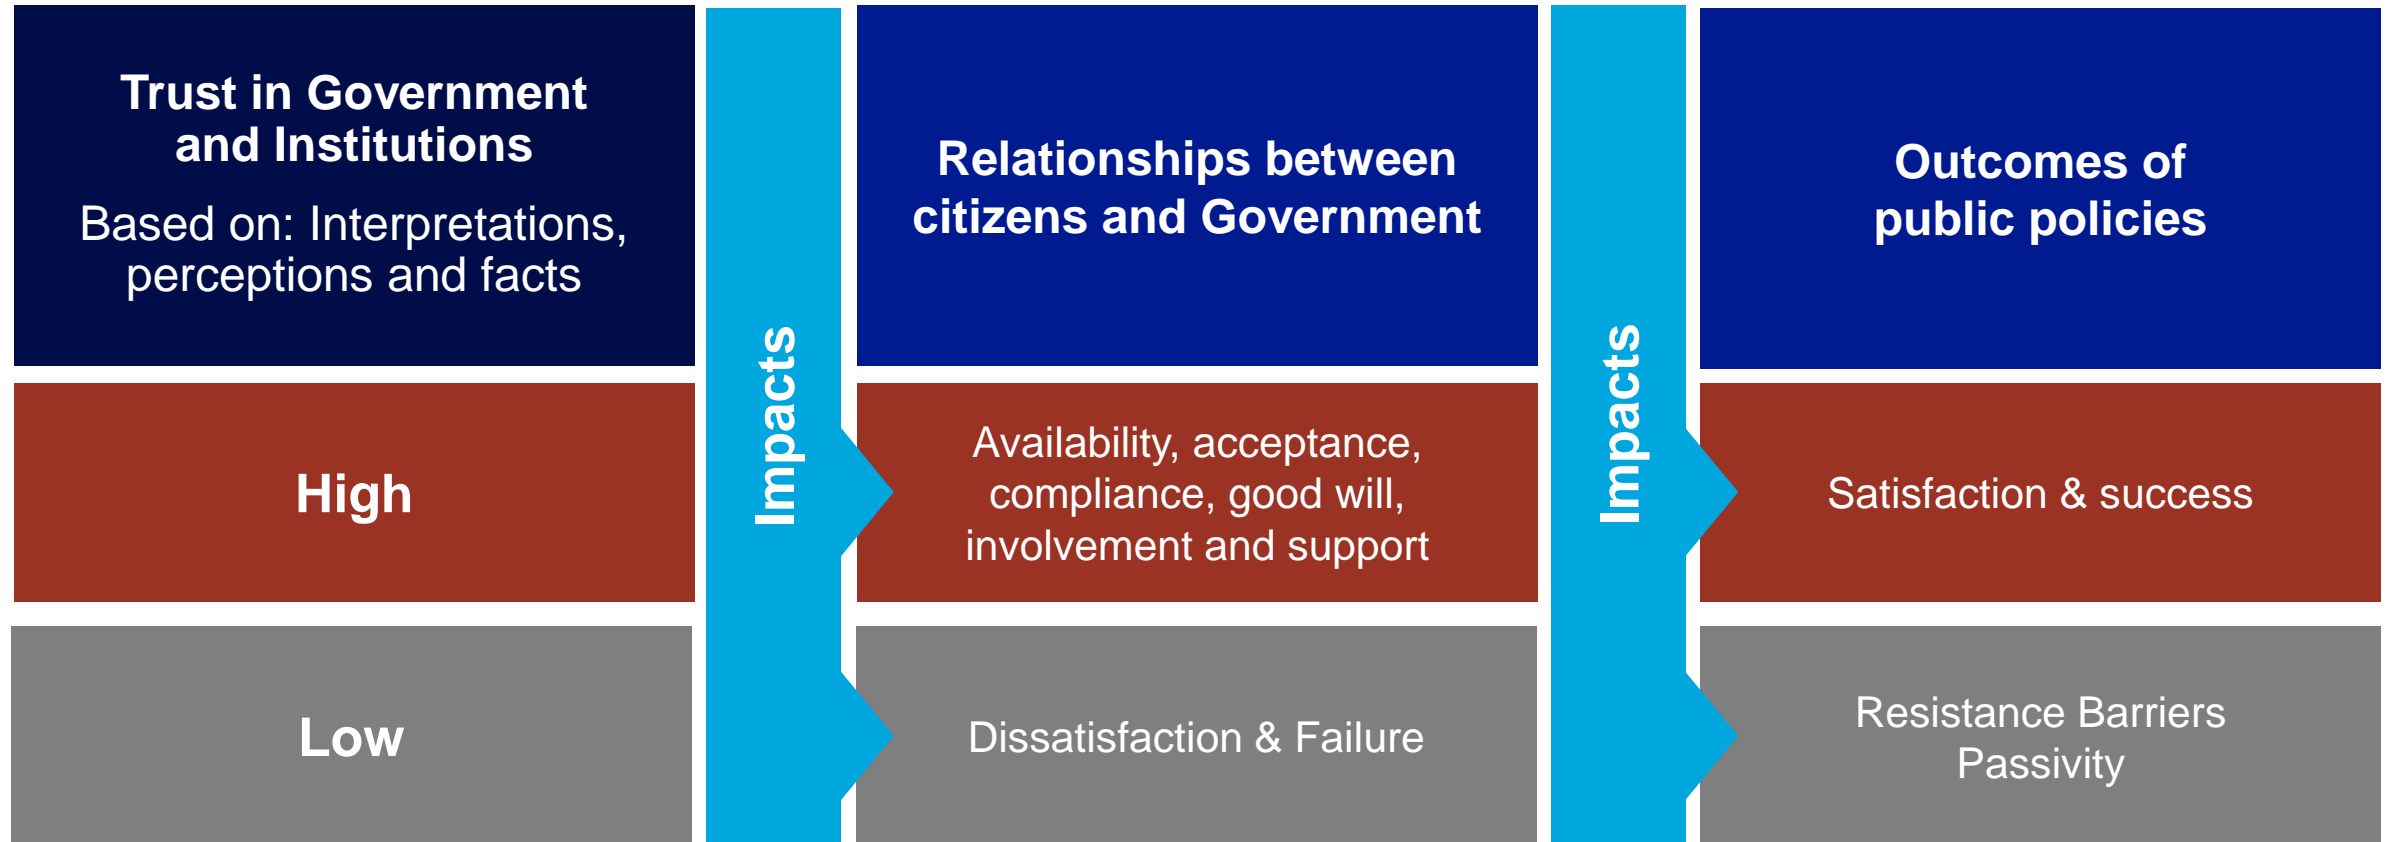 Trust in Government
and Institutions
Based on: Interpretations,
perceptions and facts
Impacts
Relationships between
citizens and Government
Impacts
Outcomes of
public policies
High
Availability, acceptance,
compliance, good will,
involvement and support
Satisfaction & success
Low
Dissatisfaction & Failure
Resistance Barriers
Passivity